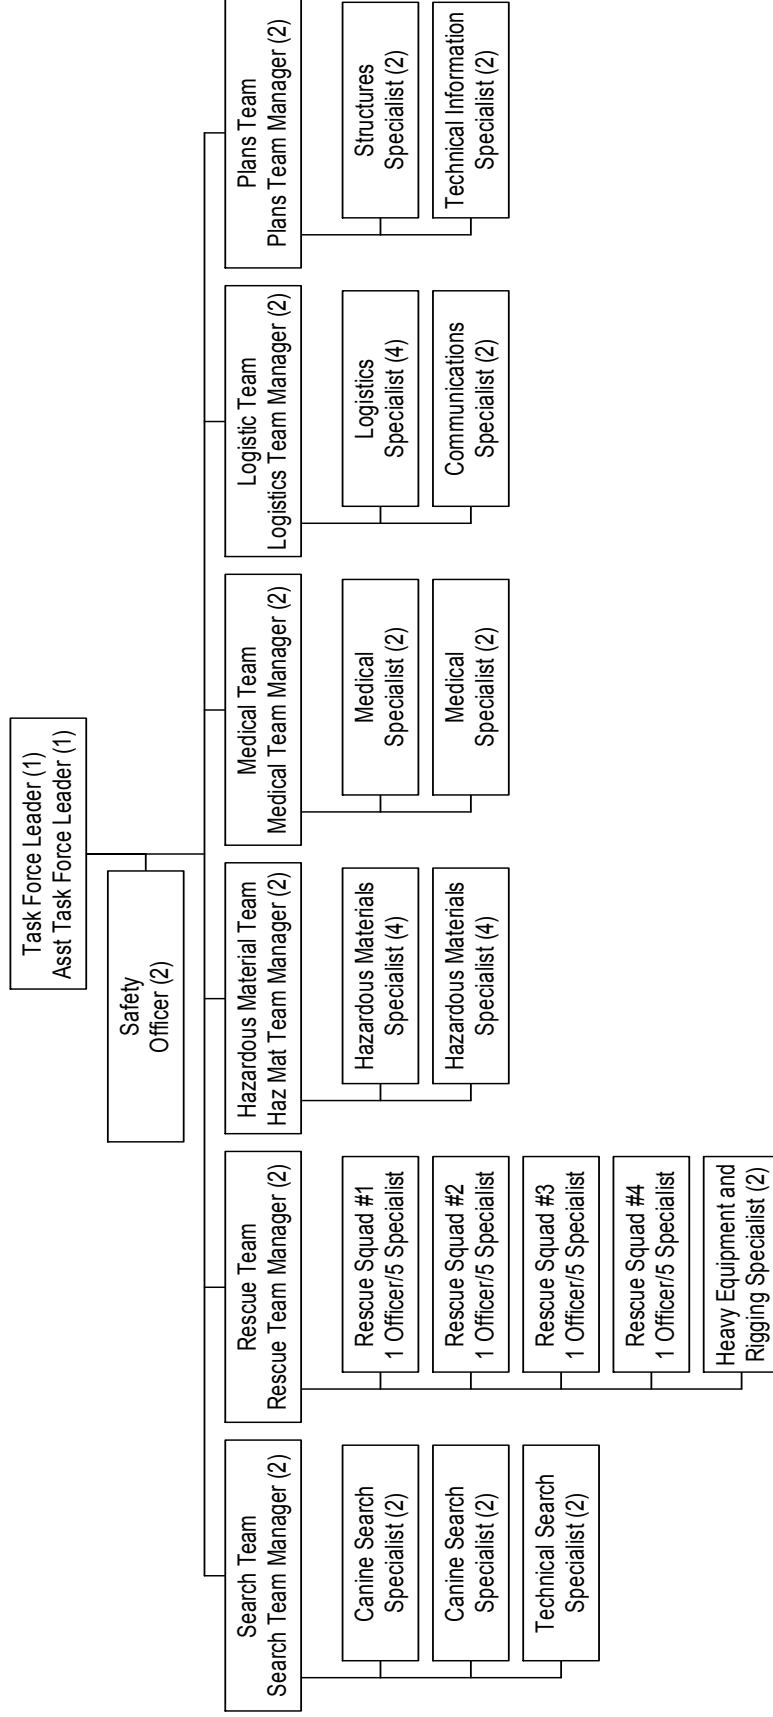 Task Force Leader (1)
Asst Task Force Leader (1)
Safety
Officer (2)
Search Team
Search Team Manager (2)
Canine Search
Specialist (2)
Canine Search
Specialist (2)
Technical Search
Specialist (2)
Rescue Team
Rescue Team Manager (2)
Rescue Squad #1
1 Officer/5 Specialist
Rescue Squad #2
1 Officer/5 Specialist
Rescue Squad #3
1 Officer/5 Specialist
Rescue Squad #4
1 Officer/5 Specialist
Heavy Equipment and
Rigging Specialist (2)
Hazardous Material Team
Haz Mat Team Manager (2)
Hazardous Materials
Specialist (4)
Hazardous Materials
Specialist (4)
Medical Team
Medical Team Manager (2)
Medical
Specialist (2)
Medical
Specialist (2)
Logistic Team
Logistics Team Manager (2)
Logistics
Specialist (4)
Communications
Specialist (2)
Plans Team
Plans Team Manager (2)
Structures
Specialist (2)
Technical Information
Specialist (2)